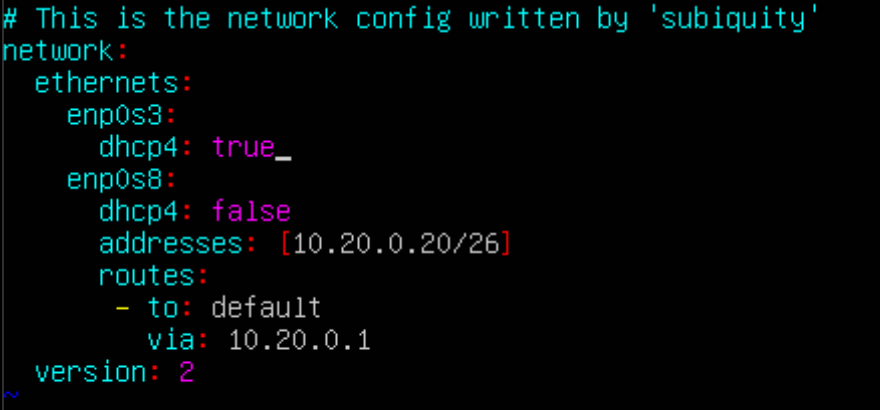 # This is the network config written by 'subiquity'
network:
  ethernets:
    enp0s3:
      dhcp4: true_
    enp0s8:
      dhcp4: false
      addresses: [10.20.0.20/26]
      routes:
       - to: default
         via: 10.20.0.1
  version: 2
~